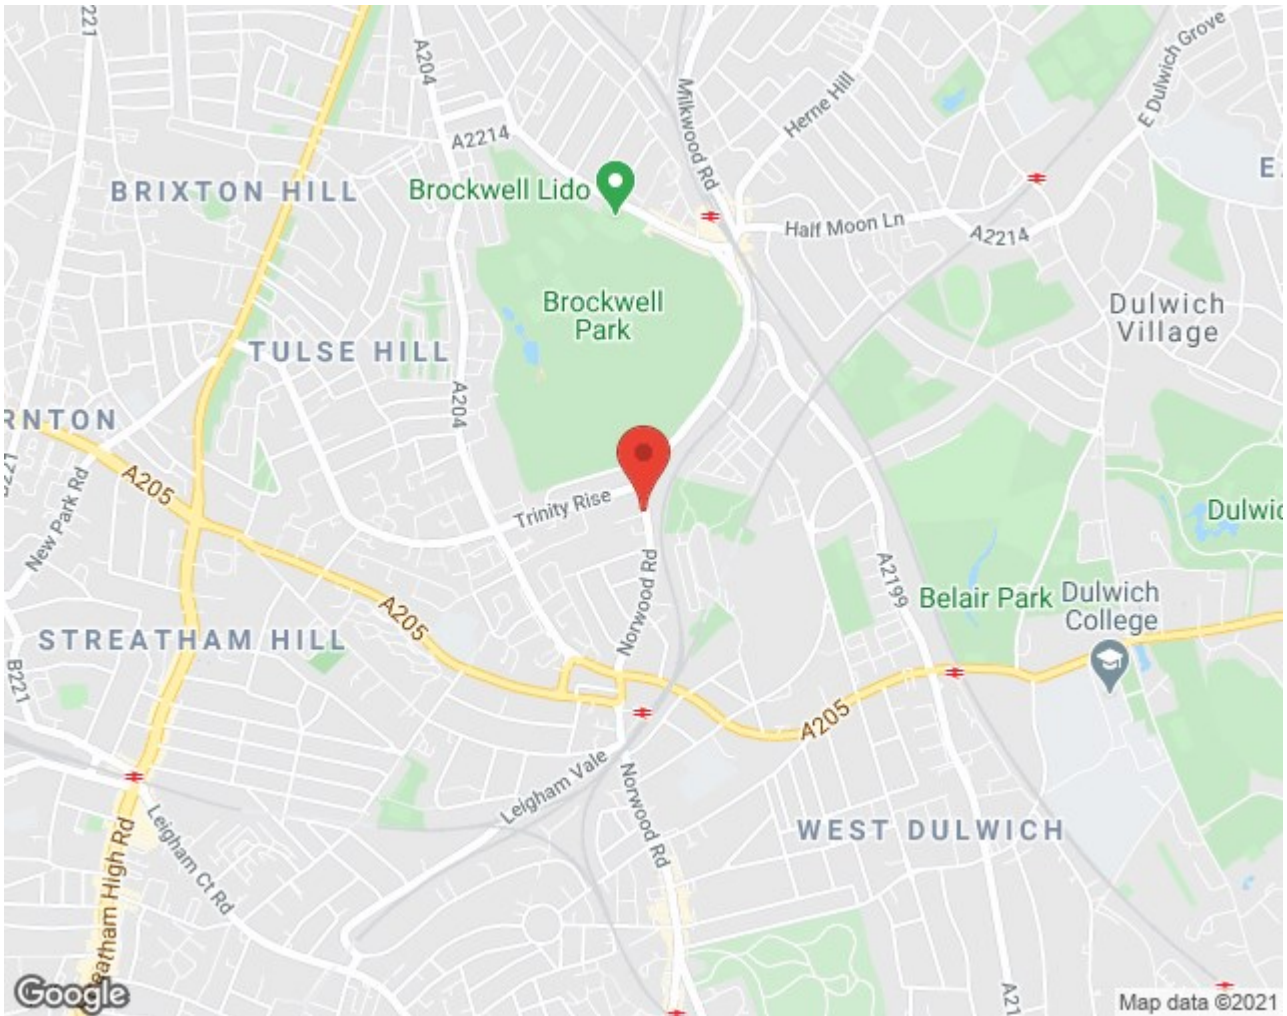 221
A204
A2214
Milkwood Rd
Herne Hill
E Dulwich Grove
BRIXTON HILL
Brockwell Lido
E
Half Moon Ln
A2214
Brockwell
Park
Dulwich
Village
TULSE HILL
A204
RNTON
A205
New Park Rd
Trinity Rise
Dulwic
A2199
Belair Park
Dulwich
College
Norwood Rd
A205
STREATHAM HILL
B221
A205
Leigham Vale
Norwood Rd
WEST DULWICH
Leigham Ct Rd
eatham High Rd
A21
Google
Map data ©2021